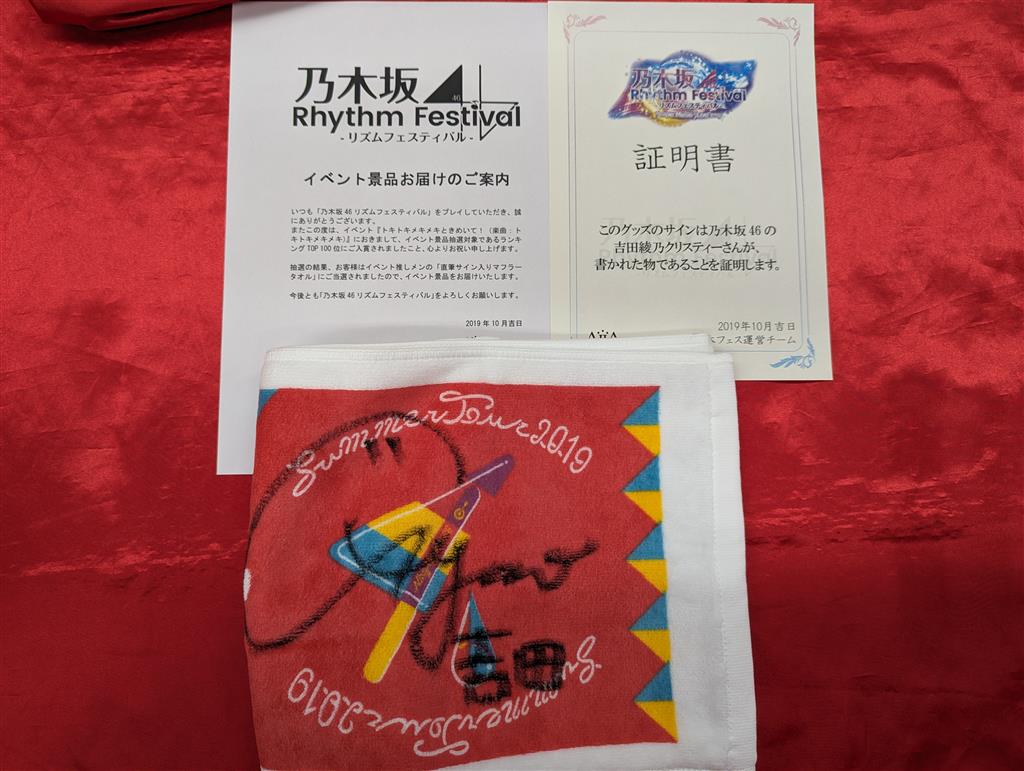 乃木坂46
Rhythm Festival
- リズムフェスティバル -
イベント景品お届けのご案内
いつも「乃木坂46リズムフェスティバル」をプレイしていただき、誠
にありがとうございます。
またこの度は、イベント『トキトキメキメキときめいて!(楽曲:ト
キトキメキメキ)』におきまして、イベント景品抽選対象であるランキ
ングTOP100位にご入賞されましたこと、心よりお祝い申し上げます。
抽選の結果、お客様はイベント推しメンの「直筆サイン入りマフラー
タオル」にご当選されましたので、イベント景品をお届けいたします。
今後とも「乃木坂46リズムフェスティバル」をよろしくお願いします。
2019年10月吉日
乃木坂46
Rhythm Festival
-リズムフェスティバル-
証明書
このグッズのサインは乃木坂46の
吉田綾乃クリスティーさんが、
書かれた物であることを証明します。
2019年10月吉日
フェス運営チーム
Summer Tour 2019
Ayano
吉田
Summer Tour 2019